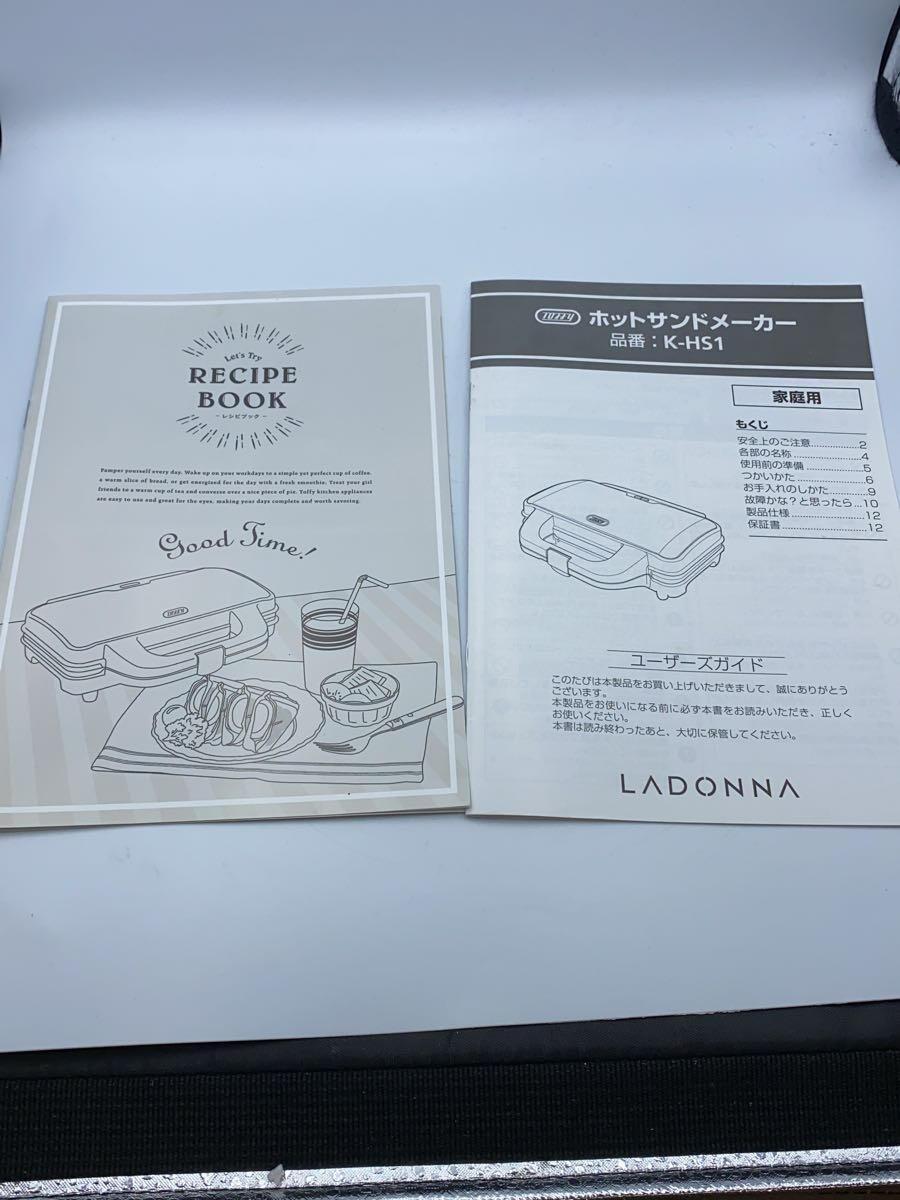 Let's Try
RECIPE
BOOK
- レシピブック -
Pamper yourself every day. Wake up on your workdays to a simple yet perfect cup of coffee,
a warm slice of bread, or get energized for the day with a fresh smoothie. Treat your girl
friends to a warm cup of tea and converse over a nice piece of pie. Toffy kitchen appliances
are easy to use and great for the eyes, making your days complete and worth savoring.
Good Time!
TOFFY
TOFFY ホットサンドメーカー
品番：K-HS1
家庭用
もくじ
安全上のご注意................2
各部の名称......................4
使用前の準備...................5
つかいかた......................6
お手入れのしかた.............9
故障かな？と思ったら...10
製品仕様......................12
保証書.........................12
TOFFY
ユーザーズガイド
このたびは本製品をお買い上げいただきまして、誠にありがとう
ございます。
本製品をお使いになる前に必ず本書をお読みいただき、正しく
お使いください。
本書は読み終わったあと、大切に保管してください。
LADONNA